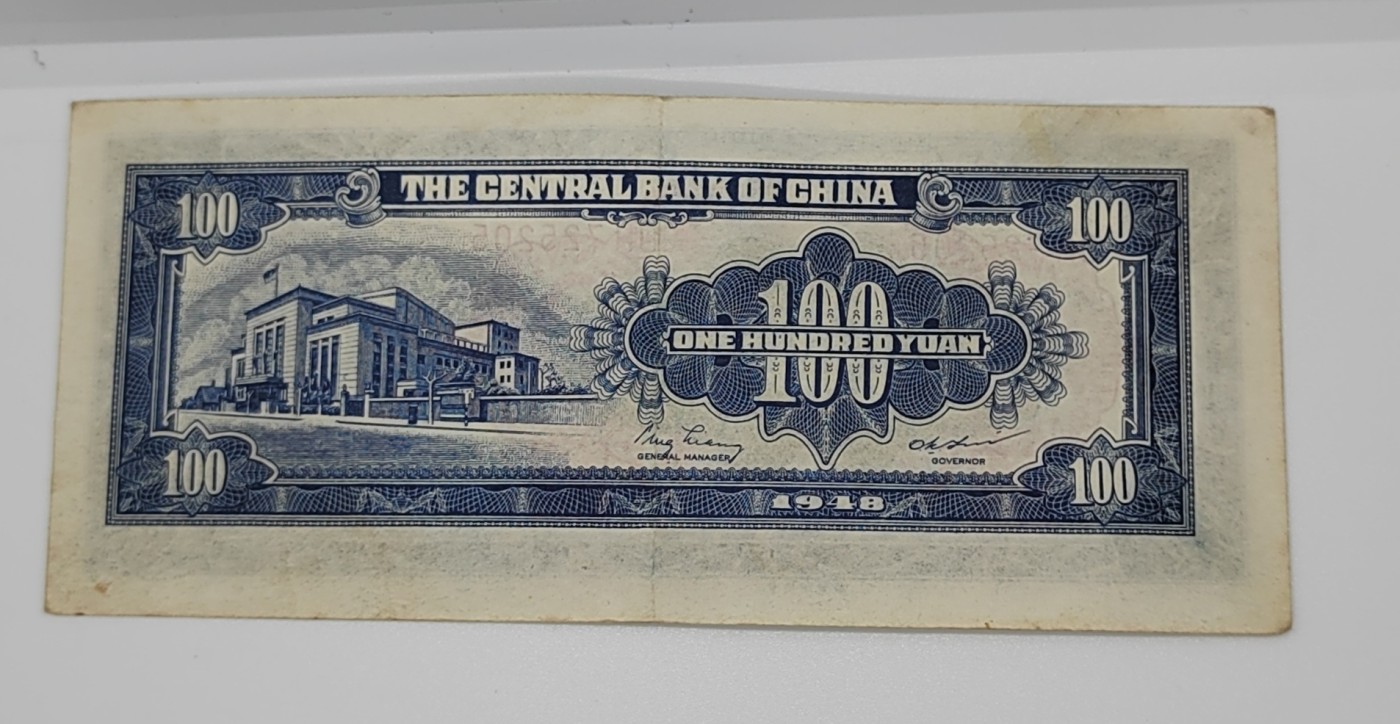 THE CENTRAL BANK OF CHINA
100
100
100
ONE HUNDRED YUAN
GENERAL MANAGER
GOVERNOR
100
100
1948